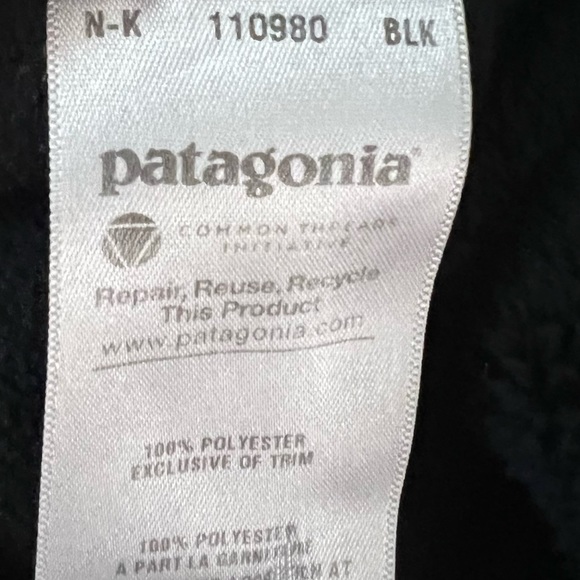 N-K 110980 BLK
patagonia®
COMMON THREADS
INITIATIVE
Repair, Reuse, Recycle
This Product
www.patagonia.com
100% POLYESTER
EXCLUSIVE OF TRIM
100% POLYESTER
A PART LA GARNITURE
AT